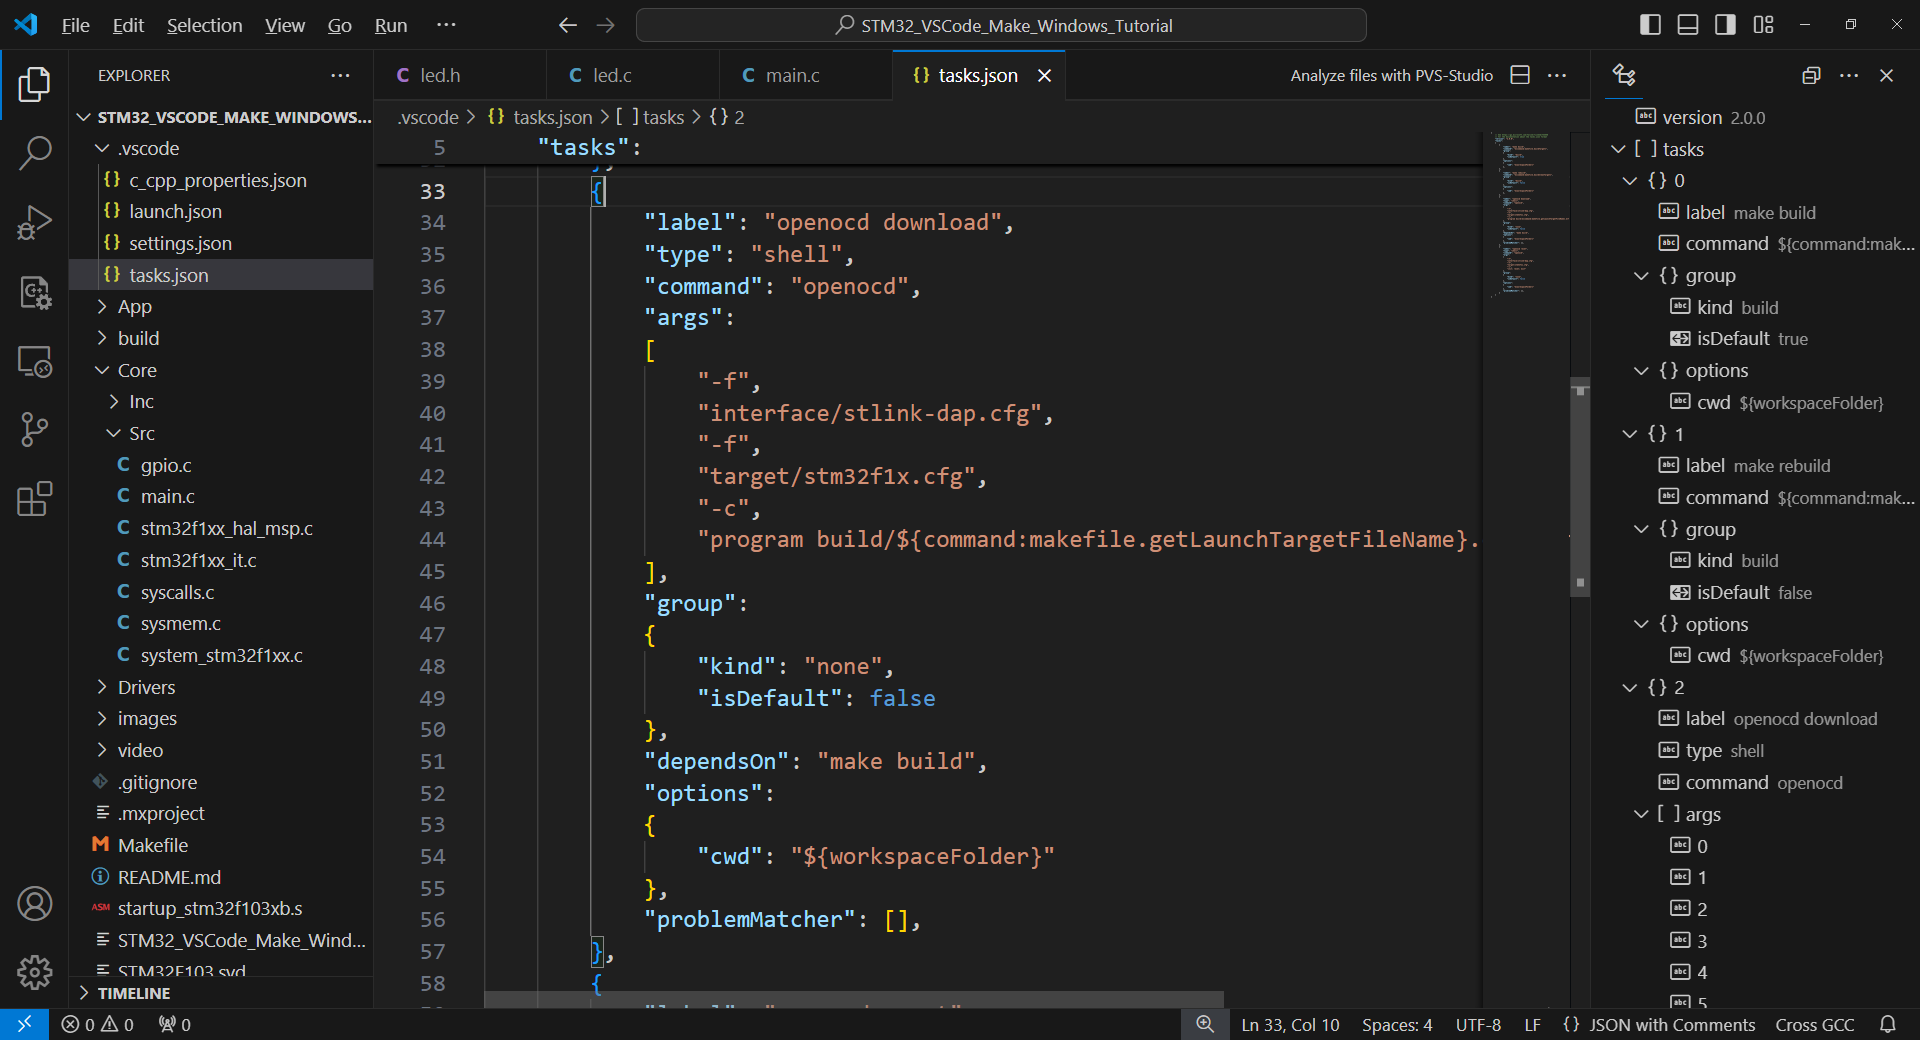 File Edit Selection View Go Run ···
STM32_VSCode_Make_Windows_Tutorial
EXPLORER
STM32_VSCODE_MAKE_WINDOWS...
.vscode
c_cpp_properties.json
launch.json
settings.json
tasks.json
App
build
Core
Inc
Src
C gpio.c
C main.c
C stm32f1xx_hal_msp.c
C stm32f1xx_it.c
C syscalls.c
C sysmem.c
C system_stm32f1xx.c
Drivers
images
video
.gitignore
.mxproject
M Makefile
README.md
ASM startup_stm32f103xb.s
STM32_VSCode_Make_Wind...
STM32F103.svd
TIMELINE
C led.h
C led.c
C main.c
{} tasks.json
Analyze files with PVS-Studio
.vscode > {} tasks.json > [ ] tasks > {} 2
5 "tasks":
33 {
34 "label": "openocd download",
35 "type": "shell",
36 "command": "openocd",
37 "args":
38 [
39 "-f",
40 "interface/stlink-dap.cfg",
41 "-f",
42 "target/stm32f1x.cfg",
43 "-c",
44 "program build/${command:makefile.getLaunchTargetFileName}.
45 ],
46 "group":
47 {
48 "kind": "none",
49 "isDefault": false
50 },
51 "dependsOn": "make build",
52 "options":
53 {
54 "cwd": "${workspaceFolder}"
55 },
56 "problemMatcher": [],
57 },
58 {
version 2.0.0
[ ] tasks
{} 0
label make build
command ${command:mak...
{} group
kind build
isDefault true
{} options
cwd ${workspaceFolder}
{} 1
label make rebuild
command ${command:mak...
{} group
kind build
isDefault false
{} options
cwd ${workspaceFolder}
{} 2
label openocd download
type shell
command openocd
[ ] args
0
1
2
3
4
5
0 0 0
Ln 33, Col 10
Spaces: 4
UTF-8
LF
{} JSON with Comments
Cross GCC